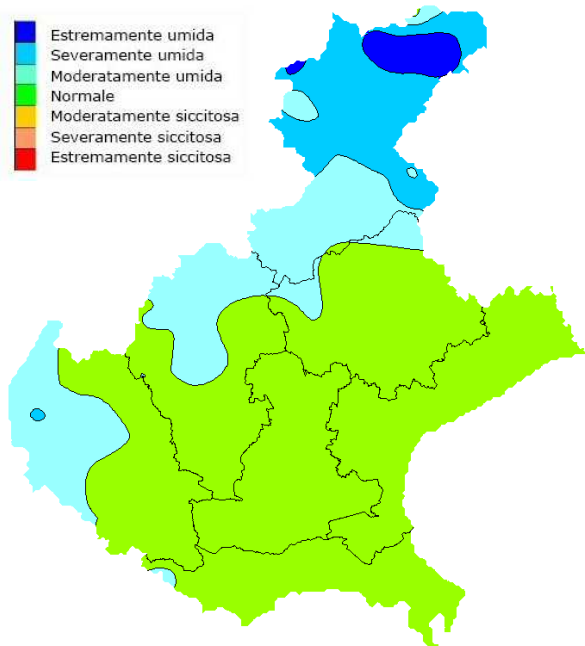 Estremamente umida
Severamente umida
Moderatamente umida
Normale
Moderatamente siccitosa
Severamente siccitosa
Estremamente siccitosa